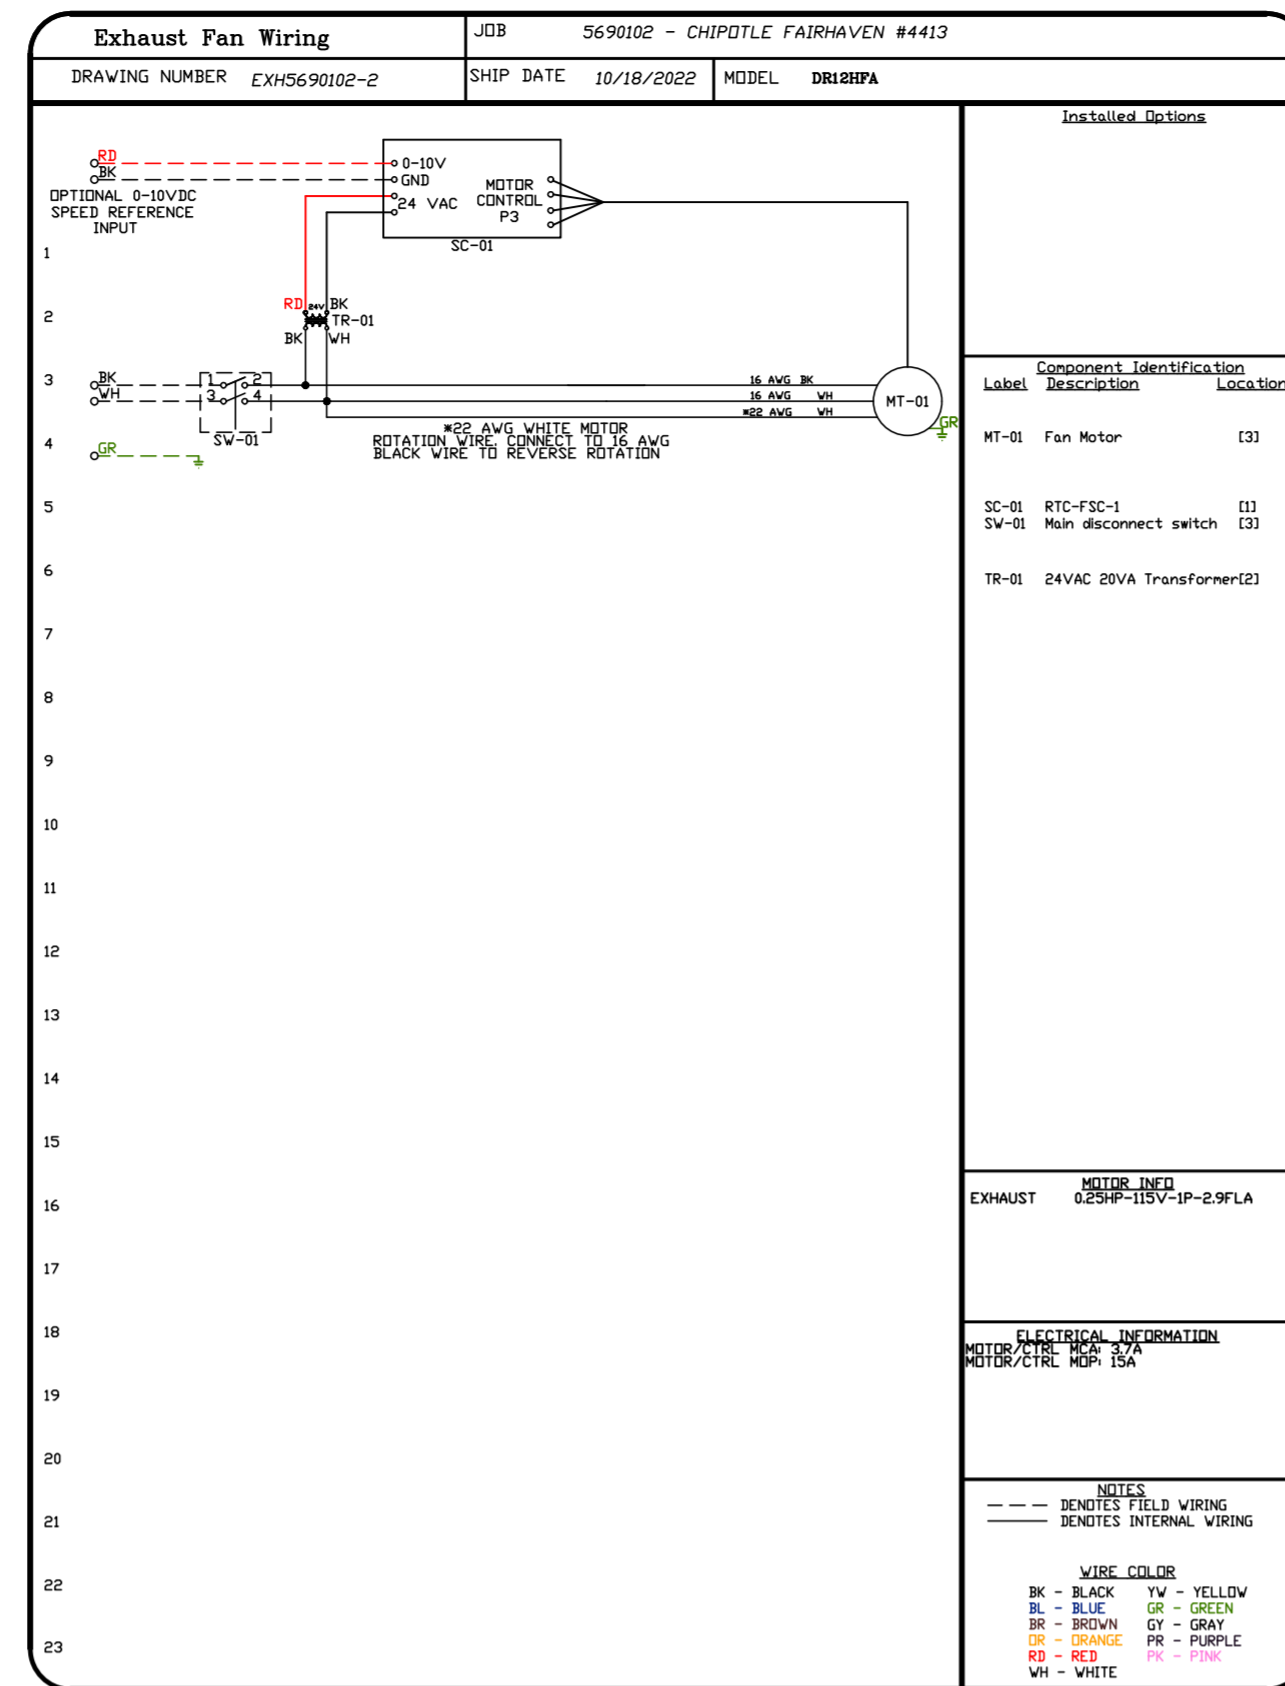 Exhaust Fan Wiring
JOB 5690102 - CHIPOTLE FAIRHAVEN #4413
DRAWING NUMBER EXH5690102-2
SHIP DATE 10/18/2022
MODEL DR12HFA
RD
BK
OPTIONAL 0-10VDC
SPEED REFERENCE
INPUT
0-10V
GND
24 VAC
MOTOR
CONTROL
P3
SC-01
RD 24V BK
TR-01
BK WH
BK
WH
1 2
3 4
SW-01
GR
16 AWG BK
16 AWG WH
*22 AWG WH
MT-01
GR
*22 AWG WHITE MOTOR
ROTATION WIRE. CONNECT TO 16 AWG
BLACK WIRE TO REVERSE ROTATION
1
2
3
4
5
6
7
8
9
10
11
12
13
14
15
16
17
18
19
20
21
22
23
Installed Options
Component Identification
Label Description Location
MT-01 Fan Motor [3]
SC-01 RTC-FSC-1 [1]
SW-01 Main disconnect switch [3]
TR-01 24VAC 20VA Transformer[2]
MOTOR INFO
EXHAUST 0.25HP-115V-1P-2.9FLA
ELECTRICAL INFORMATION
MOTOR/CTRL MCA: 3.7A
MOTOR/CTRL MOP: 15A
NOTES
DENOTES FIELD WIRING
DENOTES INTERNAL WIRING
WIRE COLOR
BK - BLACK YW - YELLOW
BL - BLUE GR - GREEN
BR - BROWN GY - GRAY
OR - ORANGE PR - PURPLE
RD - RED PK - PINK
WH - WHITE